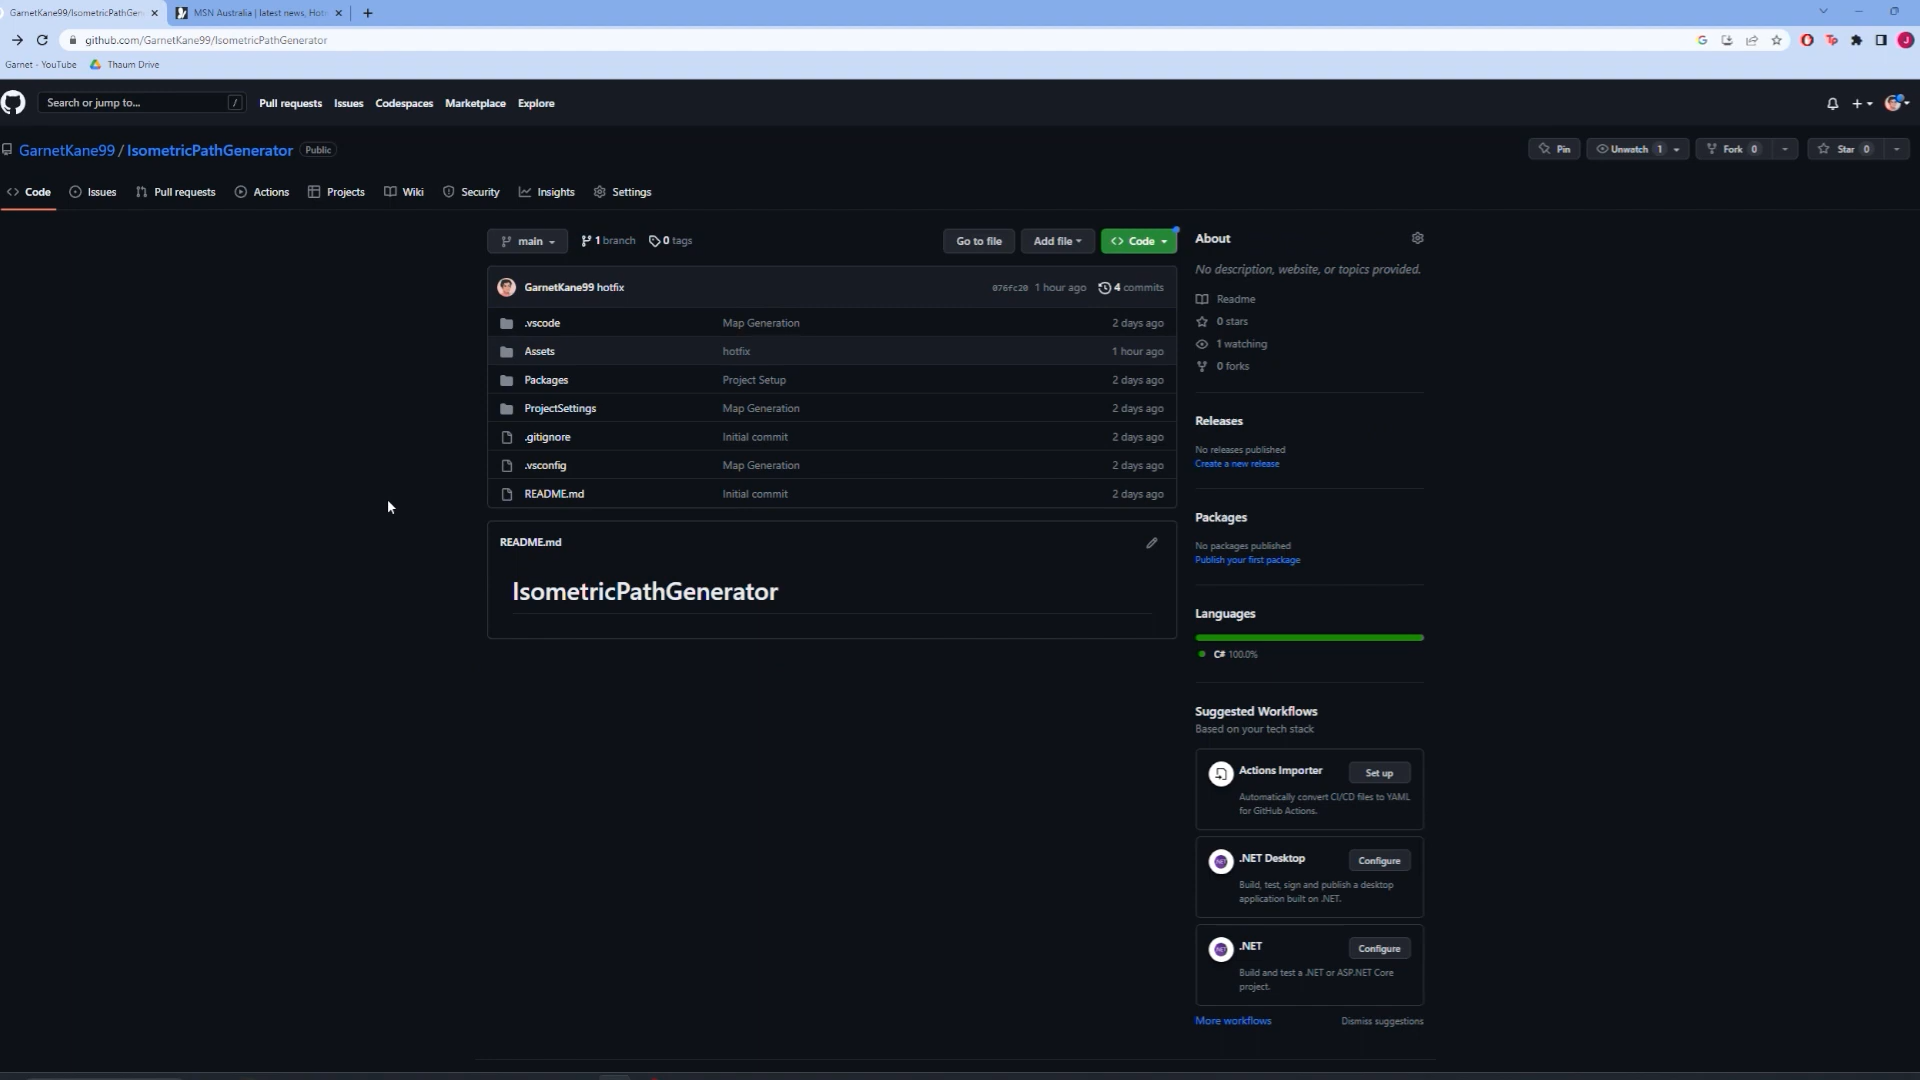 GarnetKane99/IsometricPathGen
MSN Australia | latest news, Hot
github.com/GarnetKane99/IsometricPathGenerator
Garnet - YouTube
Thaum Drive
Search or jump to...
/
Pull requests
Issues
Codespaces
Marketplace
Explore
GarnetKane99 / IsometricPathGenerator
Public
Pin
Unwatch 1
Fork 0
Star 0
Code
Issues
Pull requests
Actions
Projects
Wiki
Security
Insights
Settings
main
1 branch
0 tags
Go to file
Add file
Code
GarnetKane99 hotfix
076fc20 1 hour ago
4 commits
.vscode Map Generation 2 days ago
Assets hotfix 1 hour ago
Packages Project Setup 2 days ago
ProjectSettings Map Generation 2 days ago
.gitignore Initial commit 2 days ago
.vsconfig Map Generation 2 days ago
README.md Initial commit 2 days ago
README.md
IsometricPathGenerator
About
No description, website, or topics provided.
Readme
0 stars
1 watching
0 forks
Releases
No releases published
Create a new release
Packages
No packages published
Publish your first package
Languages
C# 100.0%
Suggested Workflows
Based on your tech stack
Actions Importer
Set up
Automatically convert CI/CD files to YAML
for GitHub Actions.
.NET Desktop
Configure
Build, test, sign and publish a desktop
application built on .NET.
.NET
Configure
Build and test a .NET or ASP.NET Core
project.
More workflows
Dismiss suggestions